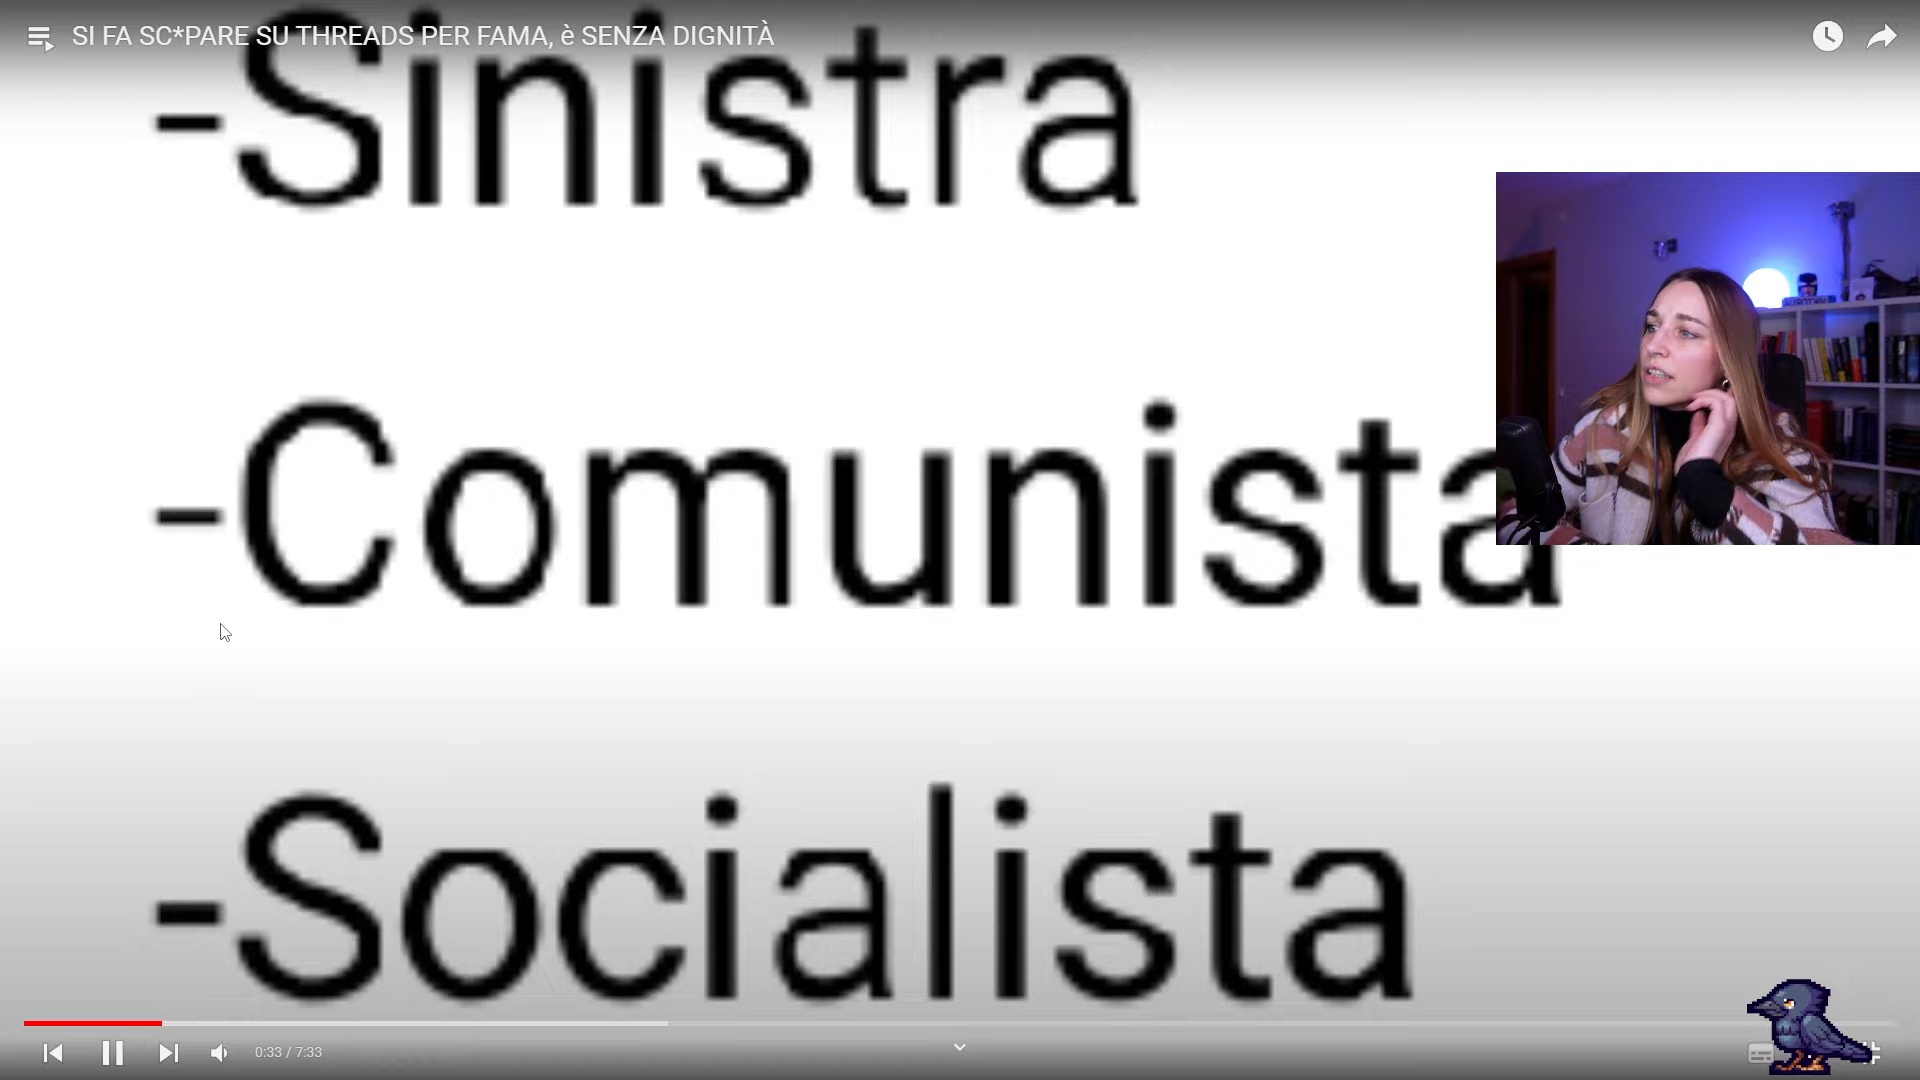 SI FA SC*PARE SU THREADS PER FAMA, è SENZA DIGNITÀ
-Sinistra
-Comunista
-Socialista
0:33 / 7:33